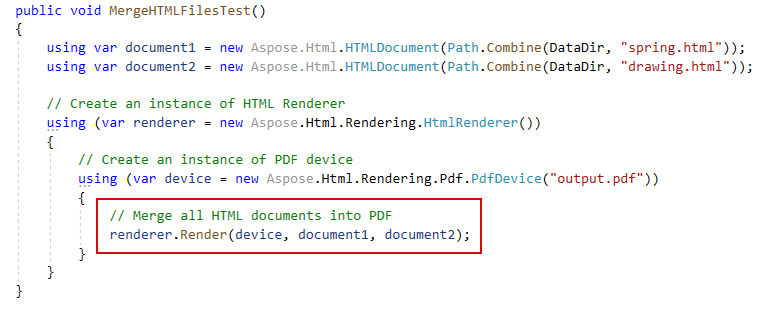 public void MergeHTMLFilesTest()
{
    using var document1 = new Aspose.Html.HTMLDocument(Path.Combine(DataDir, "spring.html"));
    using var document2 = new Aspose.Html.HTMLDocument(Path.Combine(DataDir, "drawing.html"));

    // Create an instance of HTML Renderer
    using (var renderer = new Aspose.Html.Rendering.HtmlRenderer())
    {
        // Create an instance of PDF device
        using (var device = new Aspose.Html.Rendering.Pdf.PdfDevice("output.pdf"))
        {
            // Merge all HTML documents into PDF
            renderer.Render(device, document1, document2);
        }
    }
}